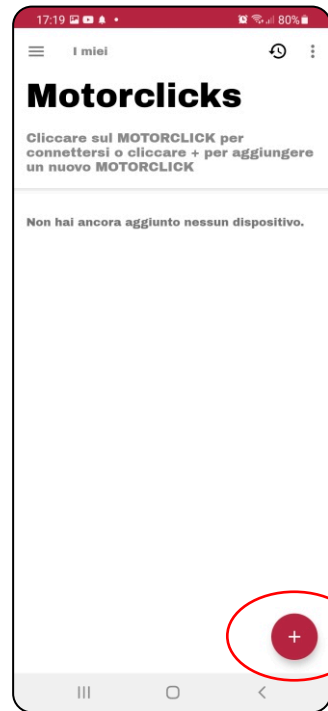 17:19 80%
I miei
Motorclicks
Cliccare sul MOTORCLICK per
connettersi o cliccare + per aggiungere
un nuovo MOTORCLICK
Non hai ancora aggiunto nessun dispositivo.
+